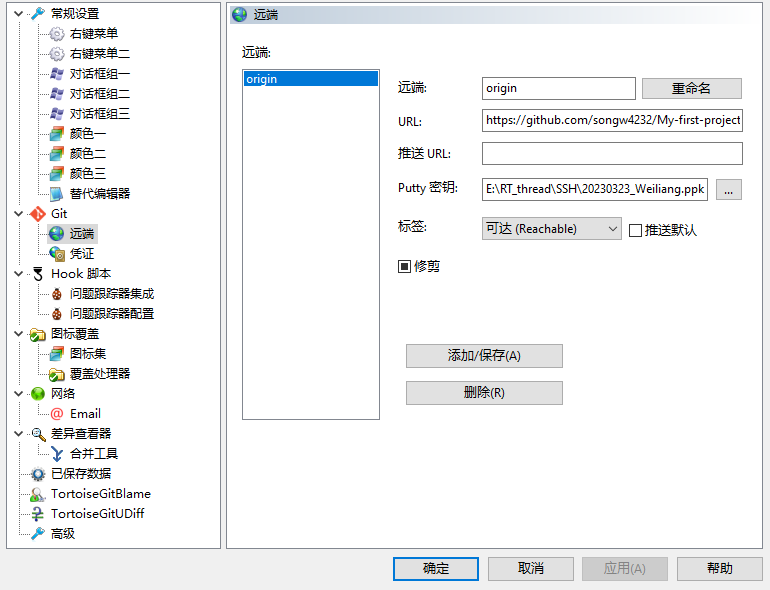 常规设置
右键菜单
右键菜单二
对话框组一
对话框组二
对话框组三
颜色一
颜色二
颜色三
替代编辑器
Git
远端
凭证
Hook 脚本
问题跟踪器集成
问题跟踪器配置
图标覆盖
图标集
覆盖处理器
网络
Email
差异查看器
合并工具
已保存数据
TortoiseGitBlame
TortoiseGitUDiff
高级
远端
远端:
origin
远端: origin 重命名
URL: https://github.com/songw4232/My-first-project
推送 URL:
Putty 密钥: E:\RT_thread\SSH\20230323_Weiliang.ppk ...
标签: 可达 (Reachable) 推送默认
修剪
添加/保存(A)
删除(R)
确定 取消 应用(A) 帮助